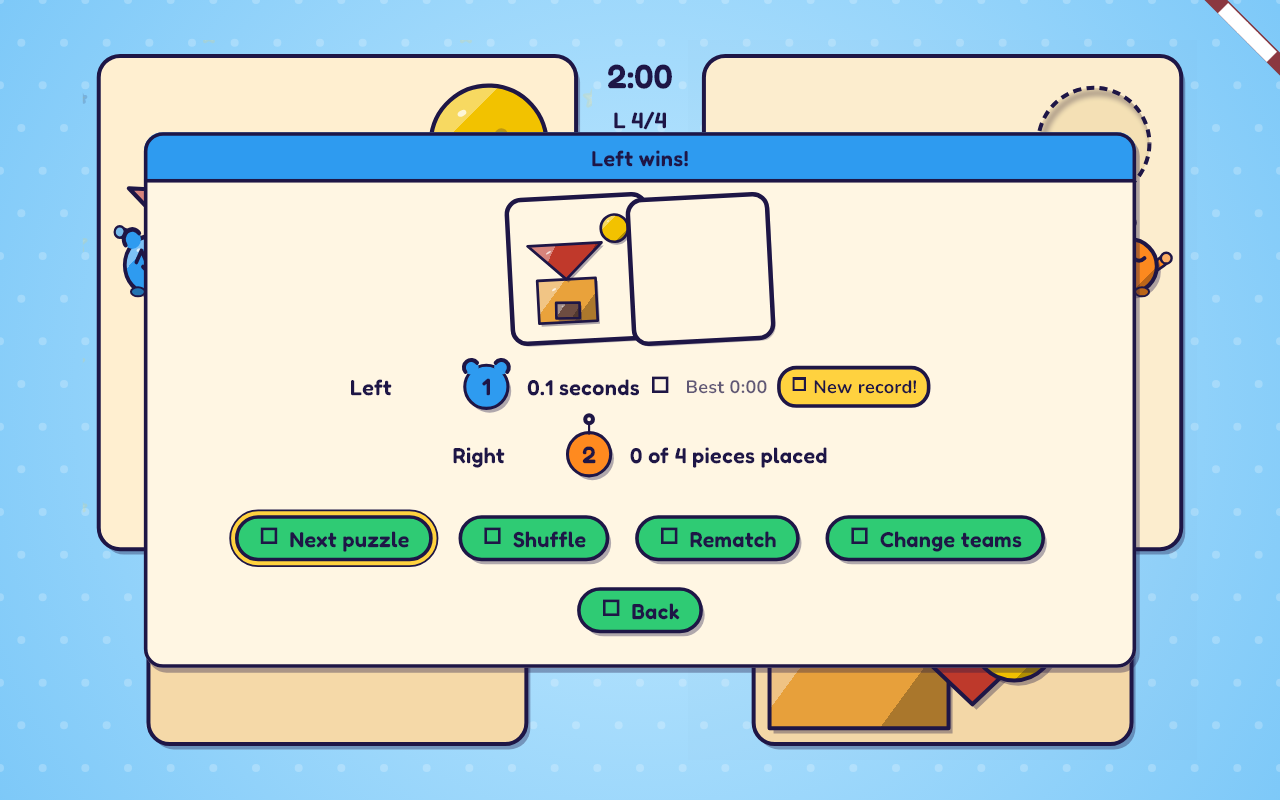 2:00
L 4/4
Left wins!
Left 1 0.1 seconds Best 0:00 New record!
Right 2 0 of 4 pieces placed
Next puzzle Shuffle Rematch Change teams
Back